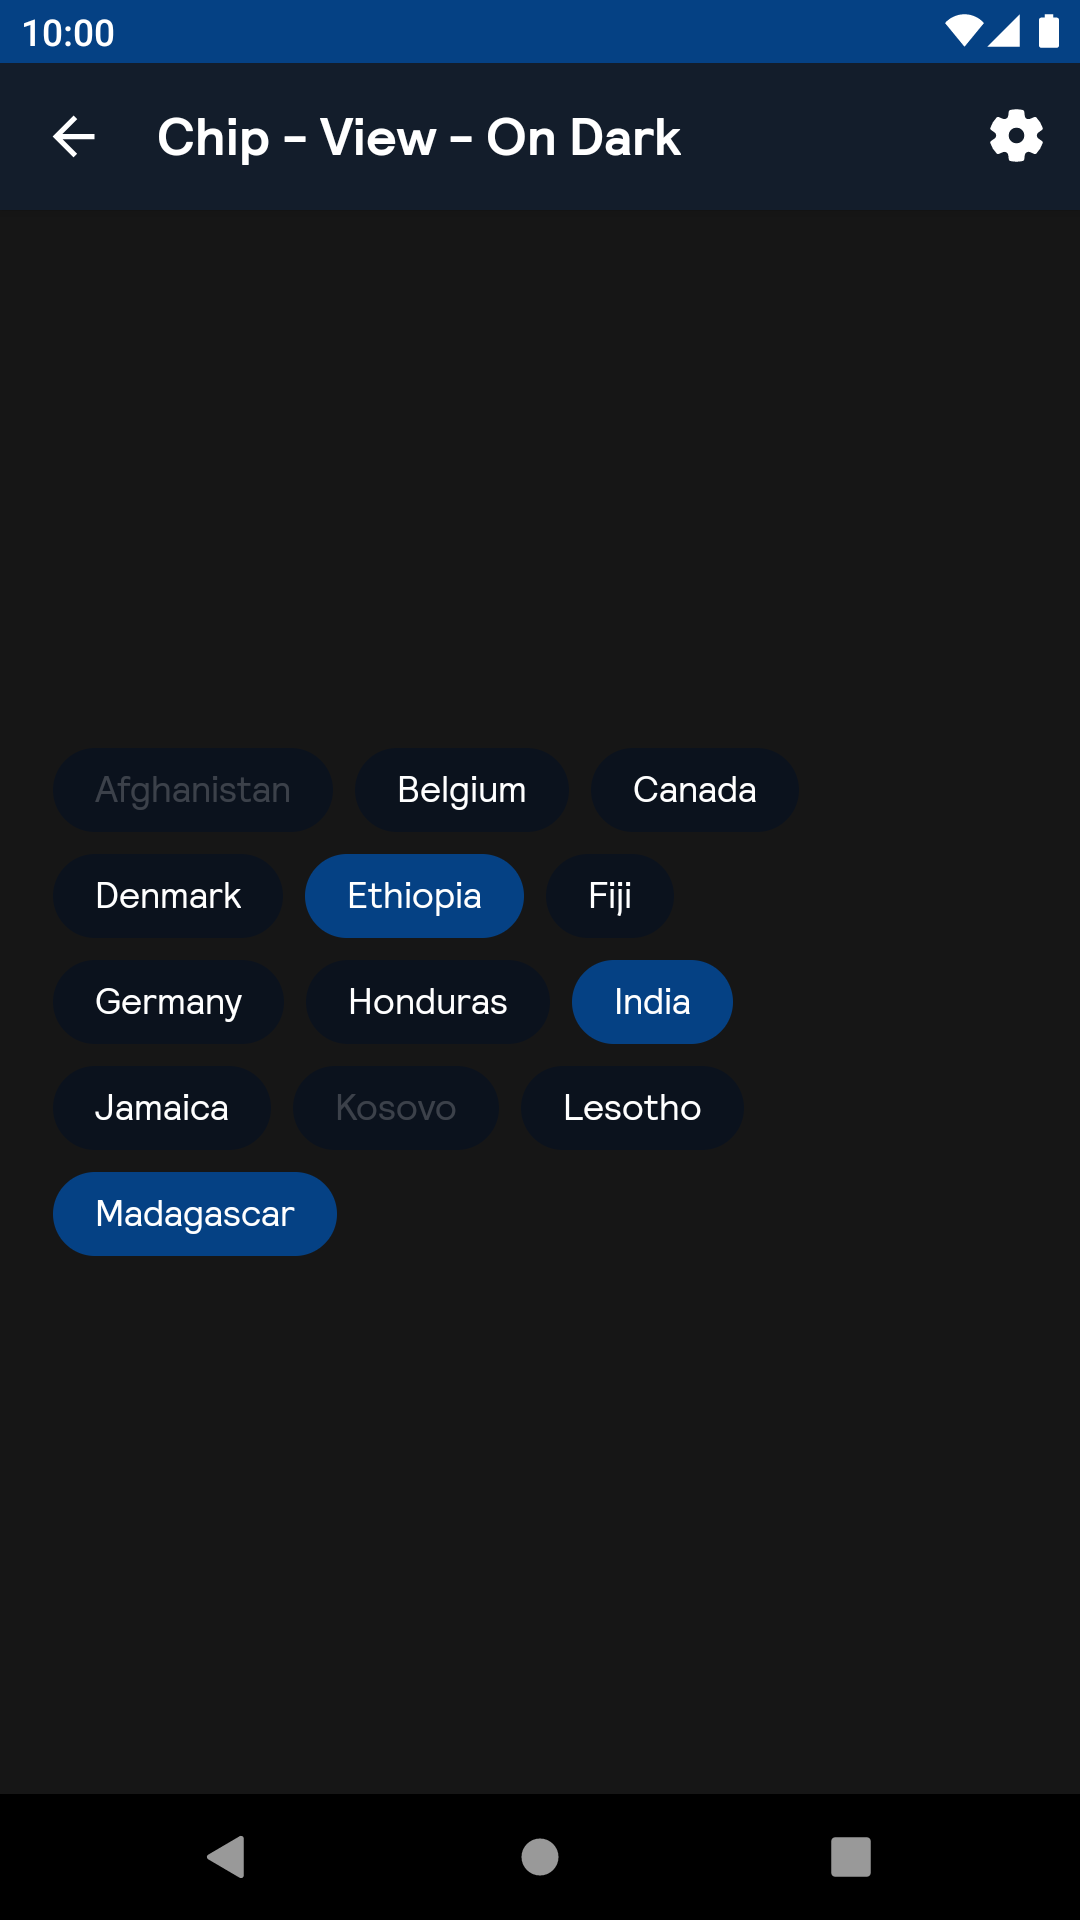 10:00
Chip - View - On Dark
Afghanistan Belgium Canada
Denmark Ethiopia Fiji
Germany Honduras India
Jamaica Kosovo Lesotho
Madagascar